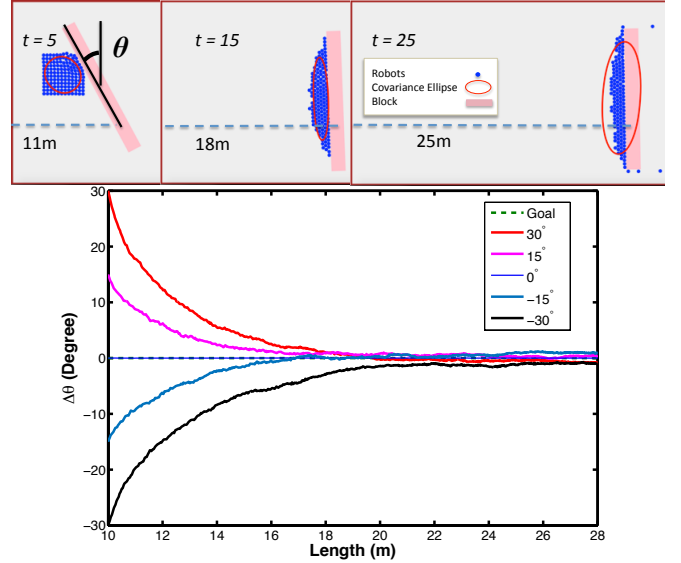 t = 5
θ
11m
t = 15
18m
t = 25
Robots
Covariance Ellipse
Block
25m
30
20
10
0
−10
−20
−30
Δθ (Degree)
Goal
30°
15°
0°
−15°
−30°
10 12 14 16 18 20 22 24 26 28
Length (m)